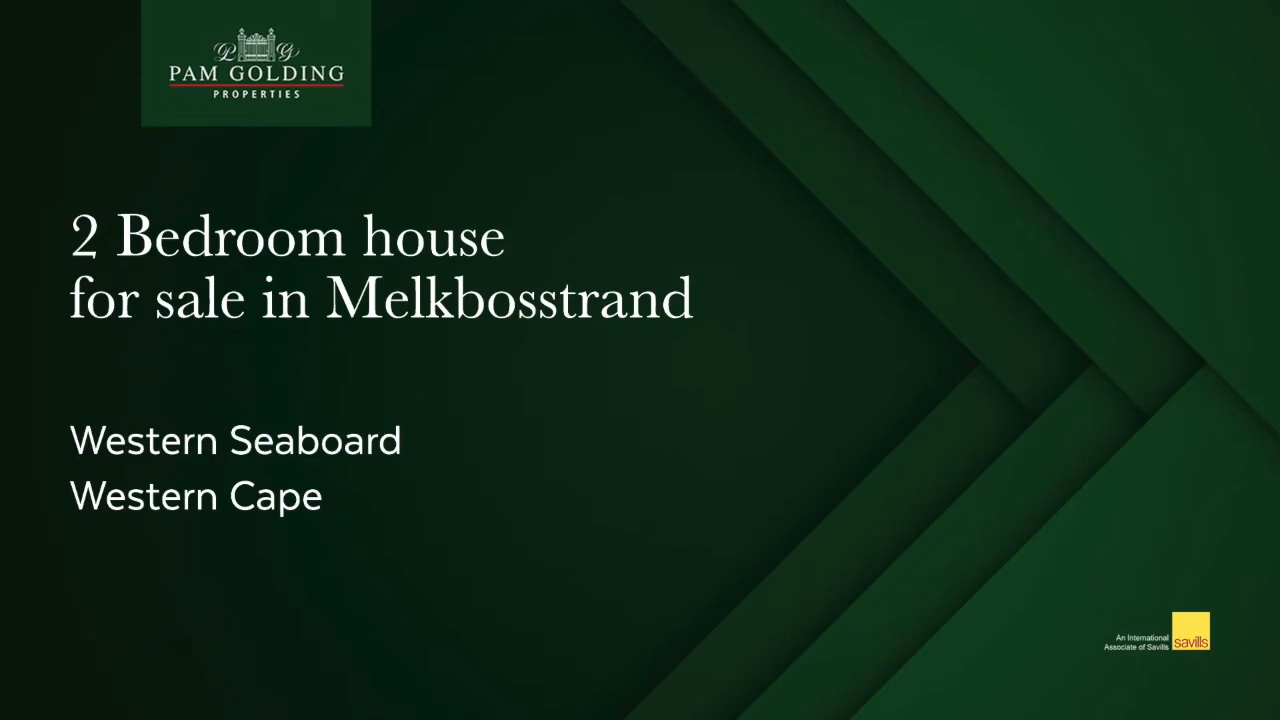 P G
PAM GOLDING
PROPERTIES
2 Bedroom house
for sale in Melkbosstrand
Western Seaboard
Western Cape
An International
Associate of Savills
savills